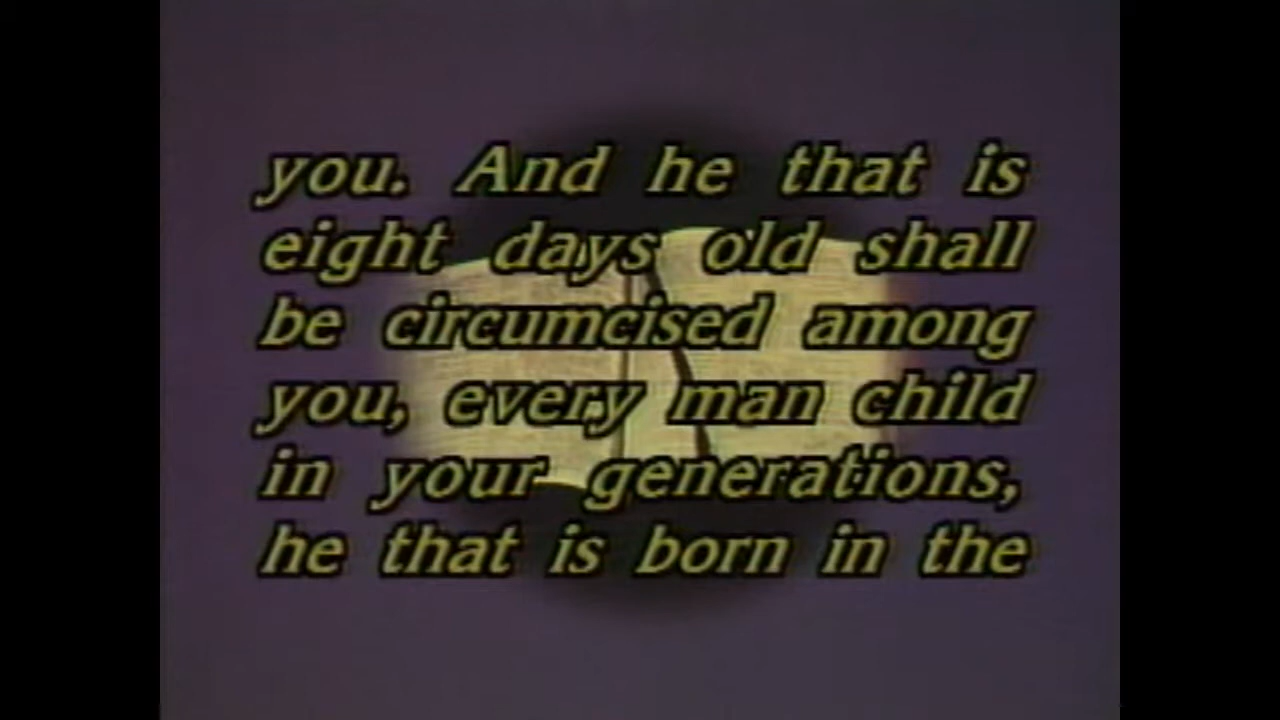 you. And he that is
eight days old shall
be circumcised among
you, every man child
in your generations,
he that is born in the